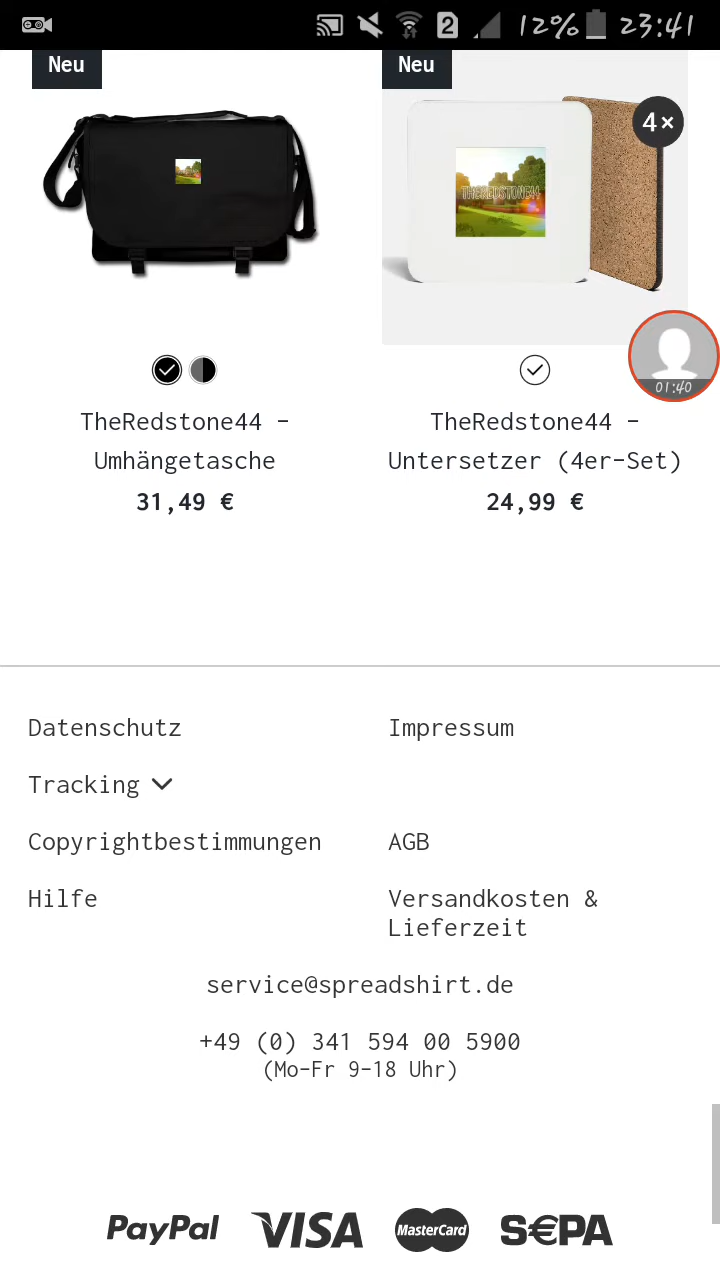 2 12% 23:41
Neu
Neu
4×
THEREDSTONE44
01:40
TheRedstone44 -
Umhängetasche
31,49 €
TheRedstone44 -
Untersetzer (4er-Set)
24,99 €
Datenschutz
Impressum
Tracking
Copyrightbestimmungen
AGB
Hilfe
Versandkosten &
Lieferzeit
service@spreadshirt.de
+49 (0) 341 594 00 5900
(Mo-Fr 9-18 Uhr)
PayPal VISA MasterCard S€PA